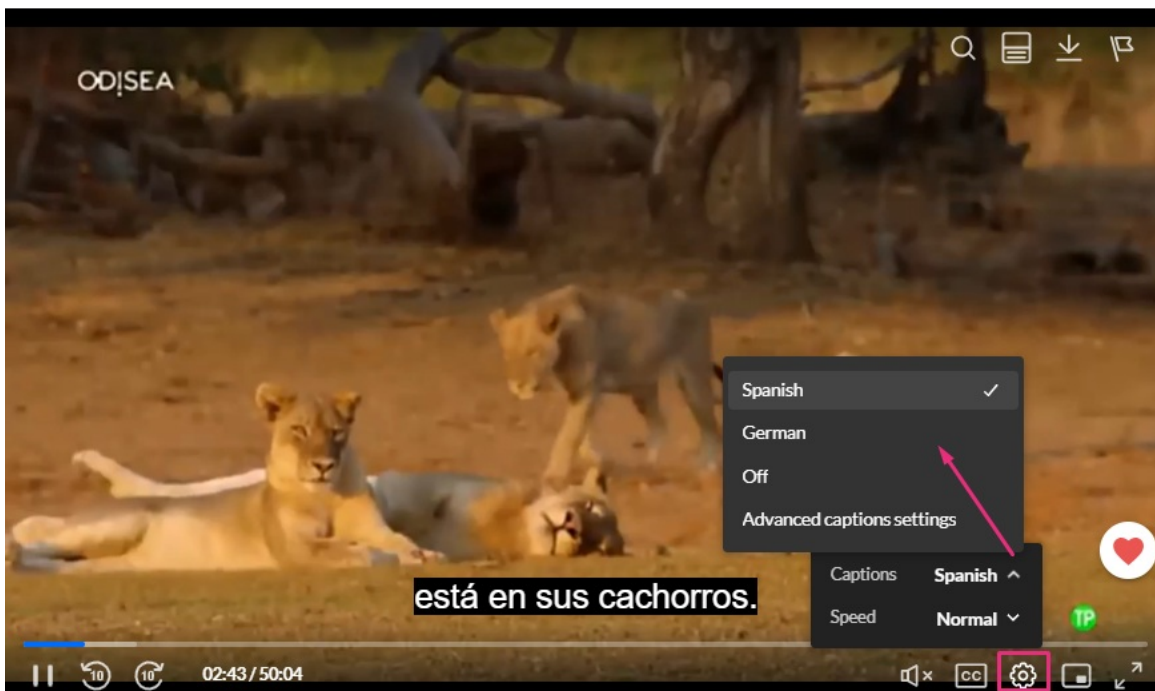 ODISEA
Spanish
German
Off
Advanced captions settings
Captions Spanish
Speed Normal
está en sus cachorros.
TP
10 10 02:43 / 50:04 CC